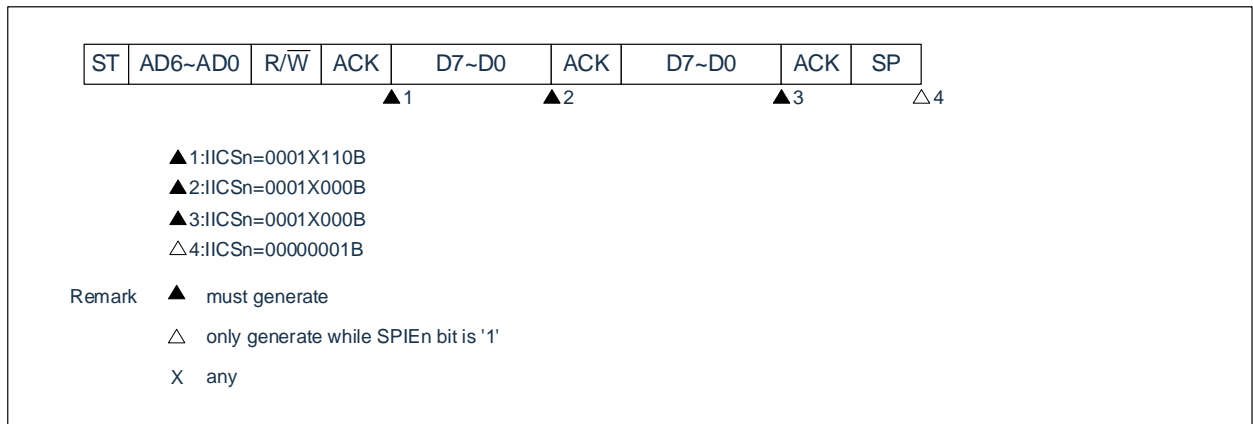 ST AD6~AD0 R/W̅ ACK D7~D0 ACK D7~D0 ACK SP
▲1 ▲2 ▲3 △4
▲1:IICSn=0001X110B
▲2:IICSn=0001X000B
▲3:IICSn=0001X000B
△4:IICSn=00000001B
Remark ▲ must generate
△ only generate while SPIEn bit is '1'
X any